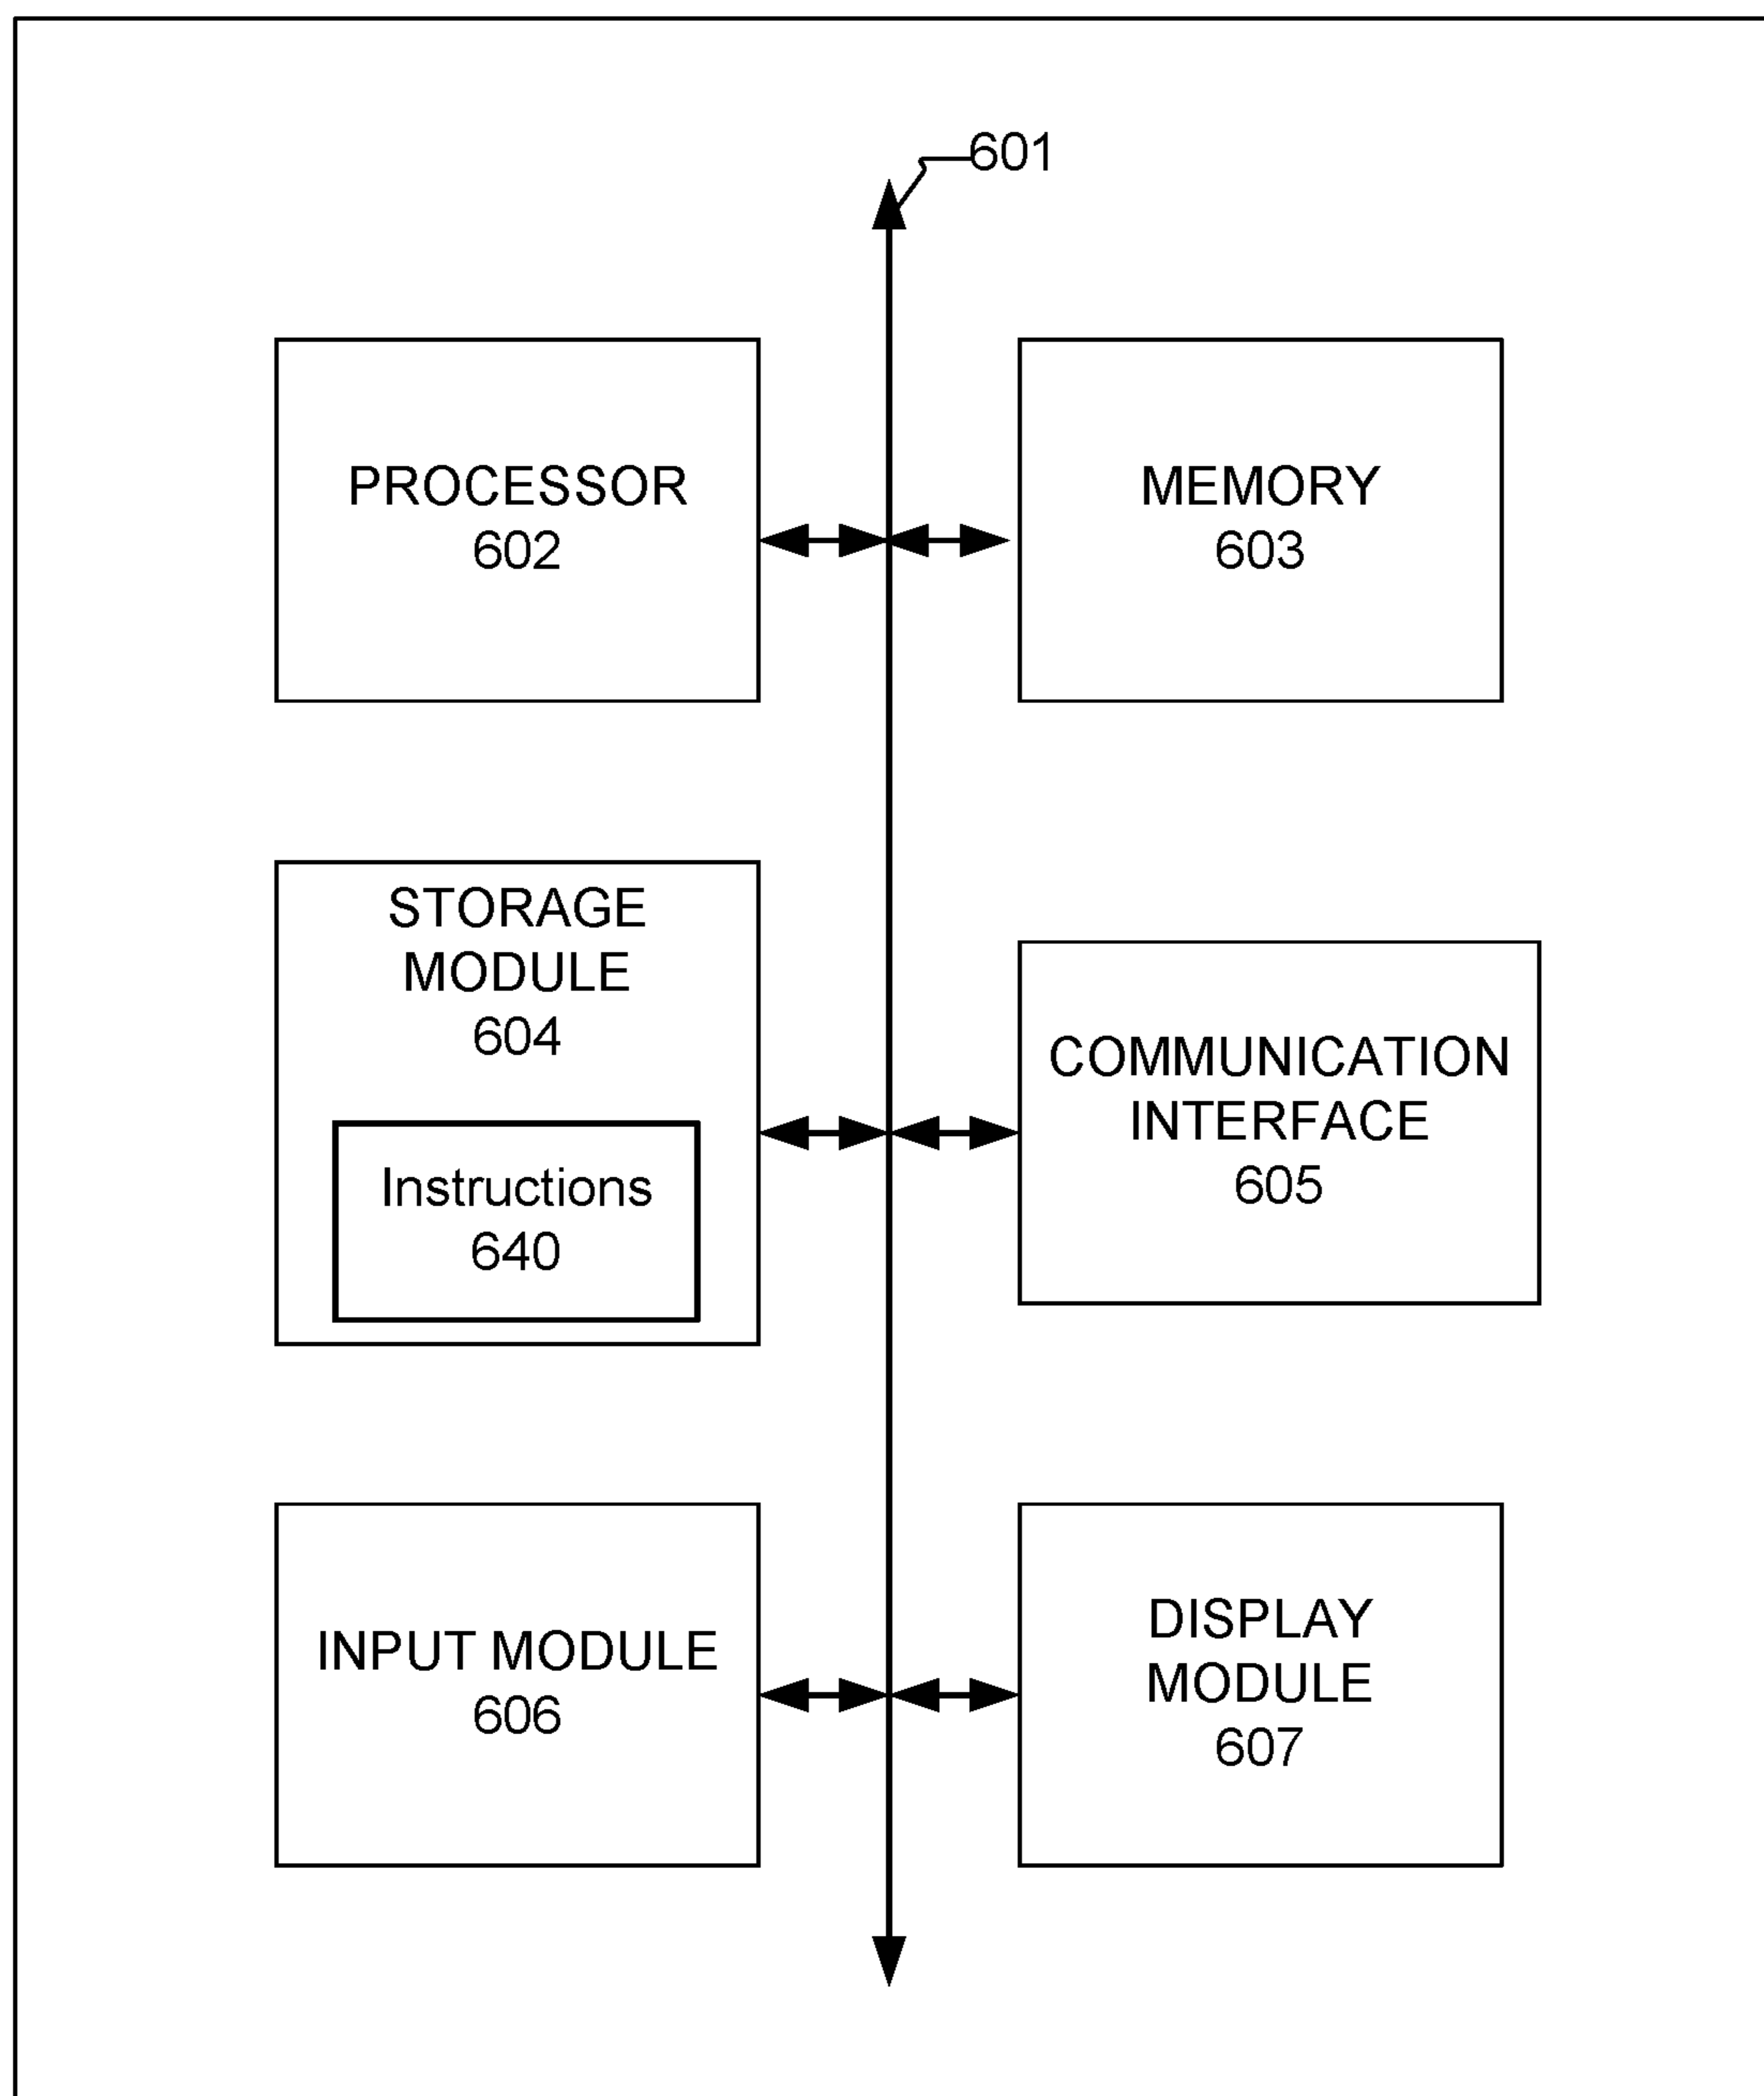 601
PROCESSOR
602
MEMORY
603
STORAGE
MODULE
604
Instructions
640
COMMUNICATION
INTERFACE
605
INPUT MODULE
606
DISPLAY
MODULE
607